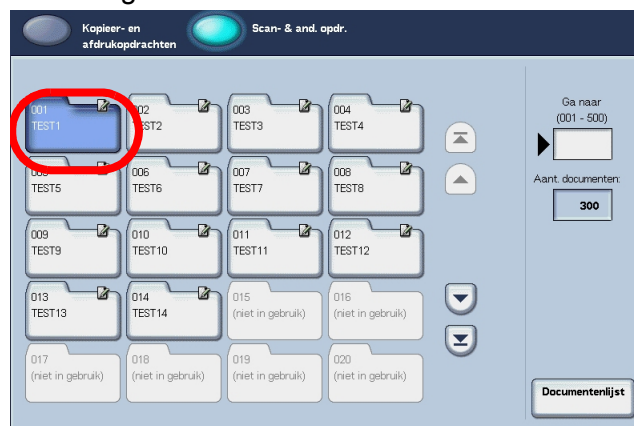 Kopieer- en
afdrukopdrachten
Scan- & and. opdr.
001
TEST1
002
TEST2
003
TEST3
004
TEST4
005
TEST5
006
TEST6
007
TEST7
008
TEST8
009
TEST9
010
TEST10
011
TEST11
012
TEST12
013
TEST13
014
TEST14
015
(niet in gebruik)
016
(niet in gebruik)
017
(niet in gebruik)
018
(niet in gebruik)
019
(niet in gebruik)
020
(niet in gebruik)
Ga naar
(001 - 500)
Aant. documenten:
300
Documentenlijst